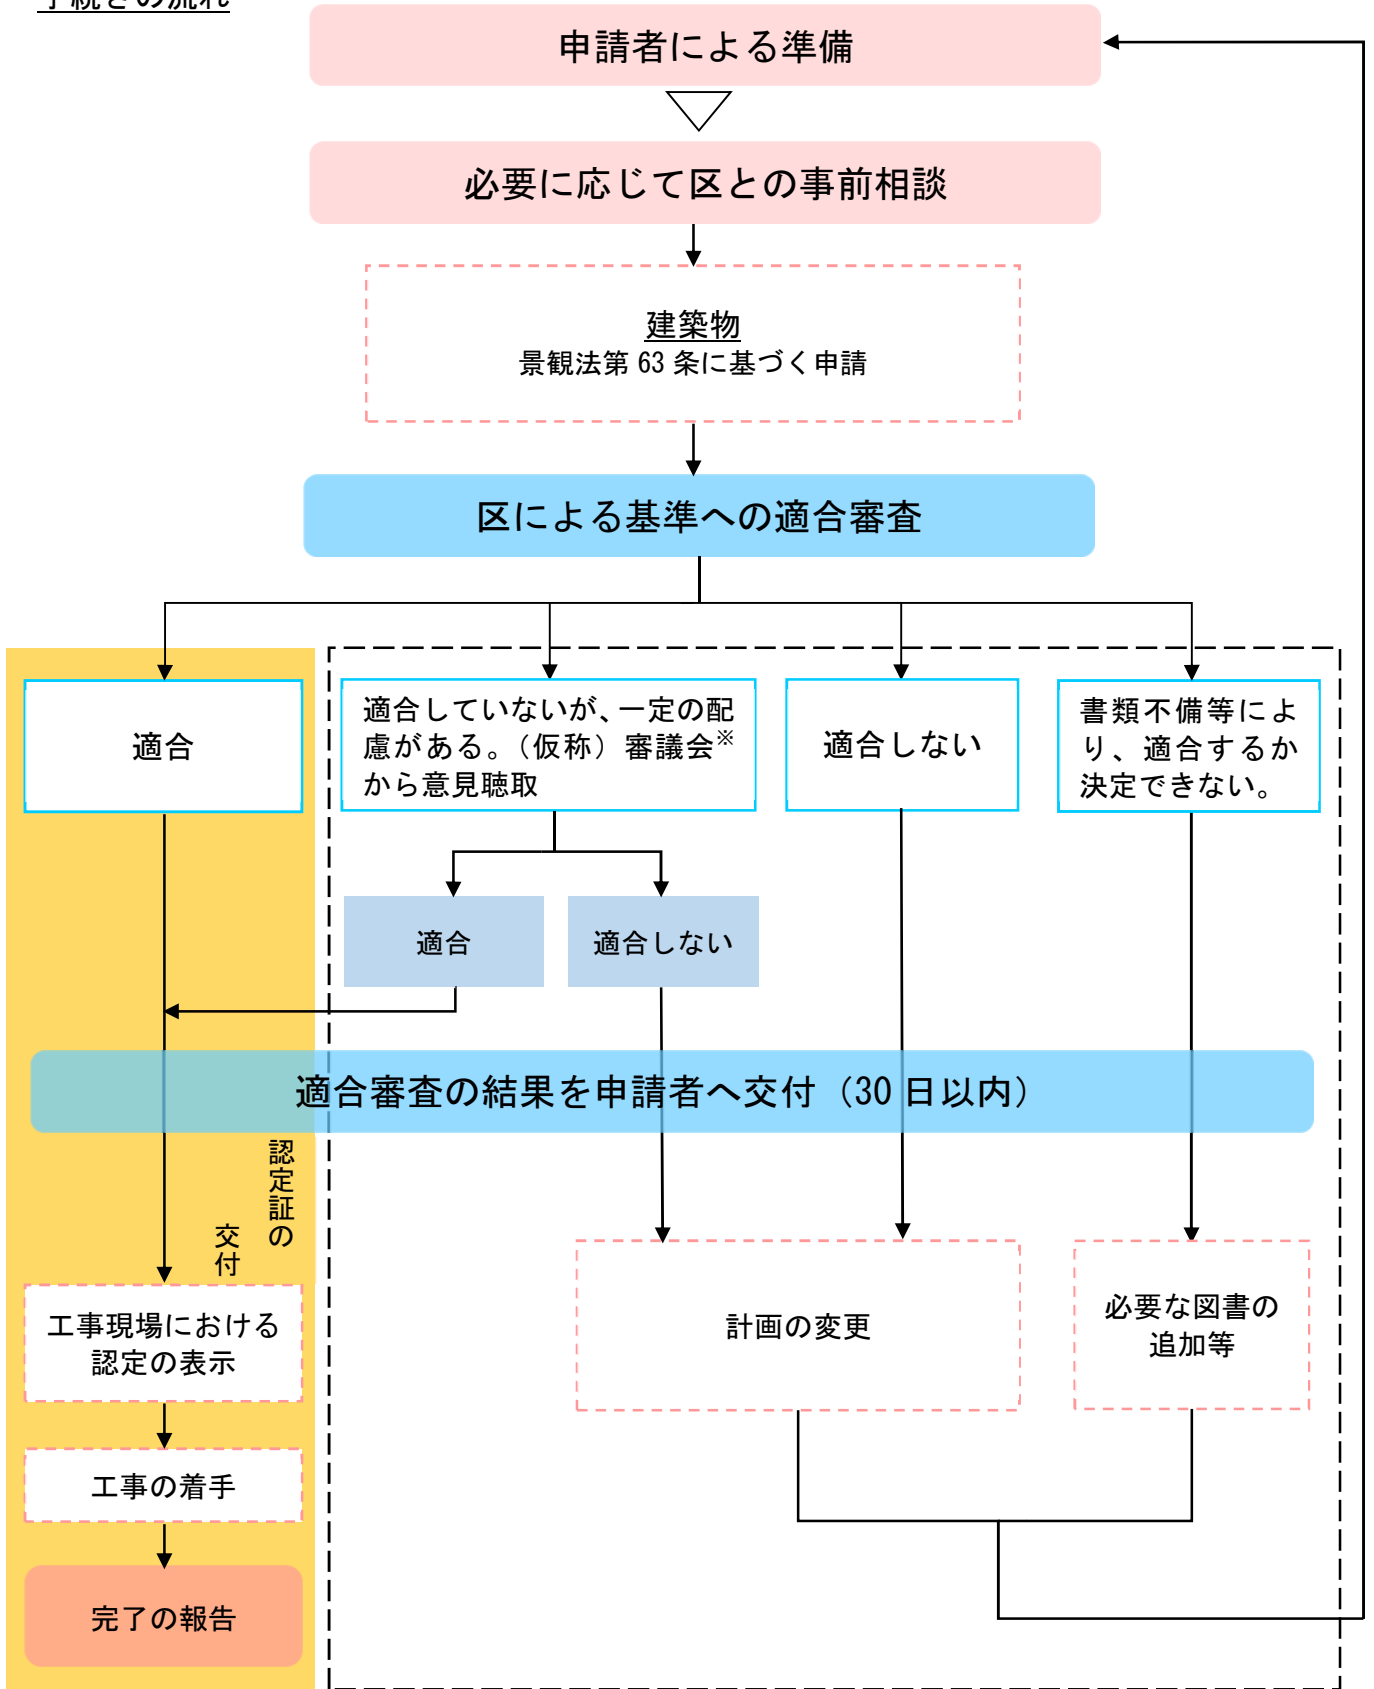 手続きの流れ
申請者による準備
必要に応じて区との事前相談
建築物
景観法第 63 条に基づく申請
区による基準への適合審査
適合
適合していないが、一定の配
慮がある。（仮称）審議会※
から意見聴取
適合しない
書類不備等によ
り、適合するか
決定できない。
適合
適合しない
適合審査の結果を申請者へ交付（30 日以内）
認定証の
交付
工事現場における
認定の表示
計画の変更
必要な図書の
追加等
工事の着手
完了の報告